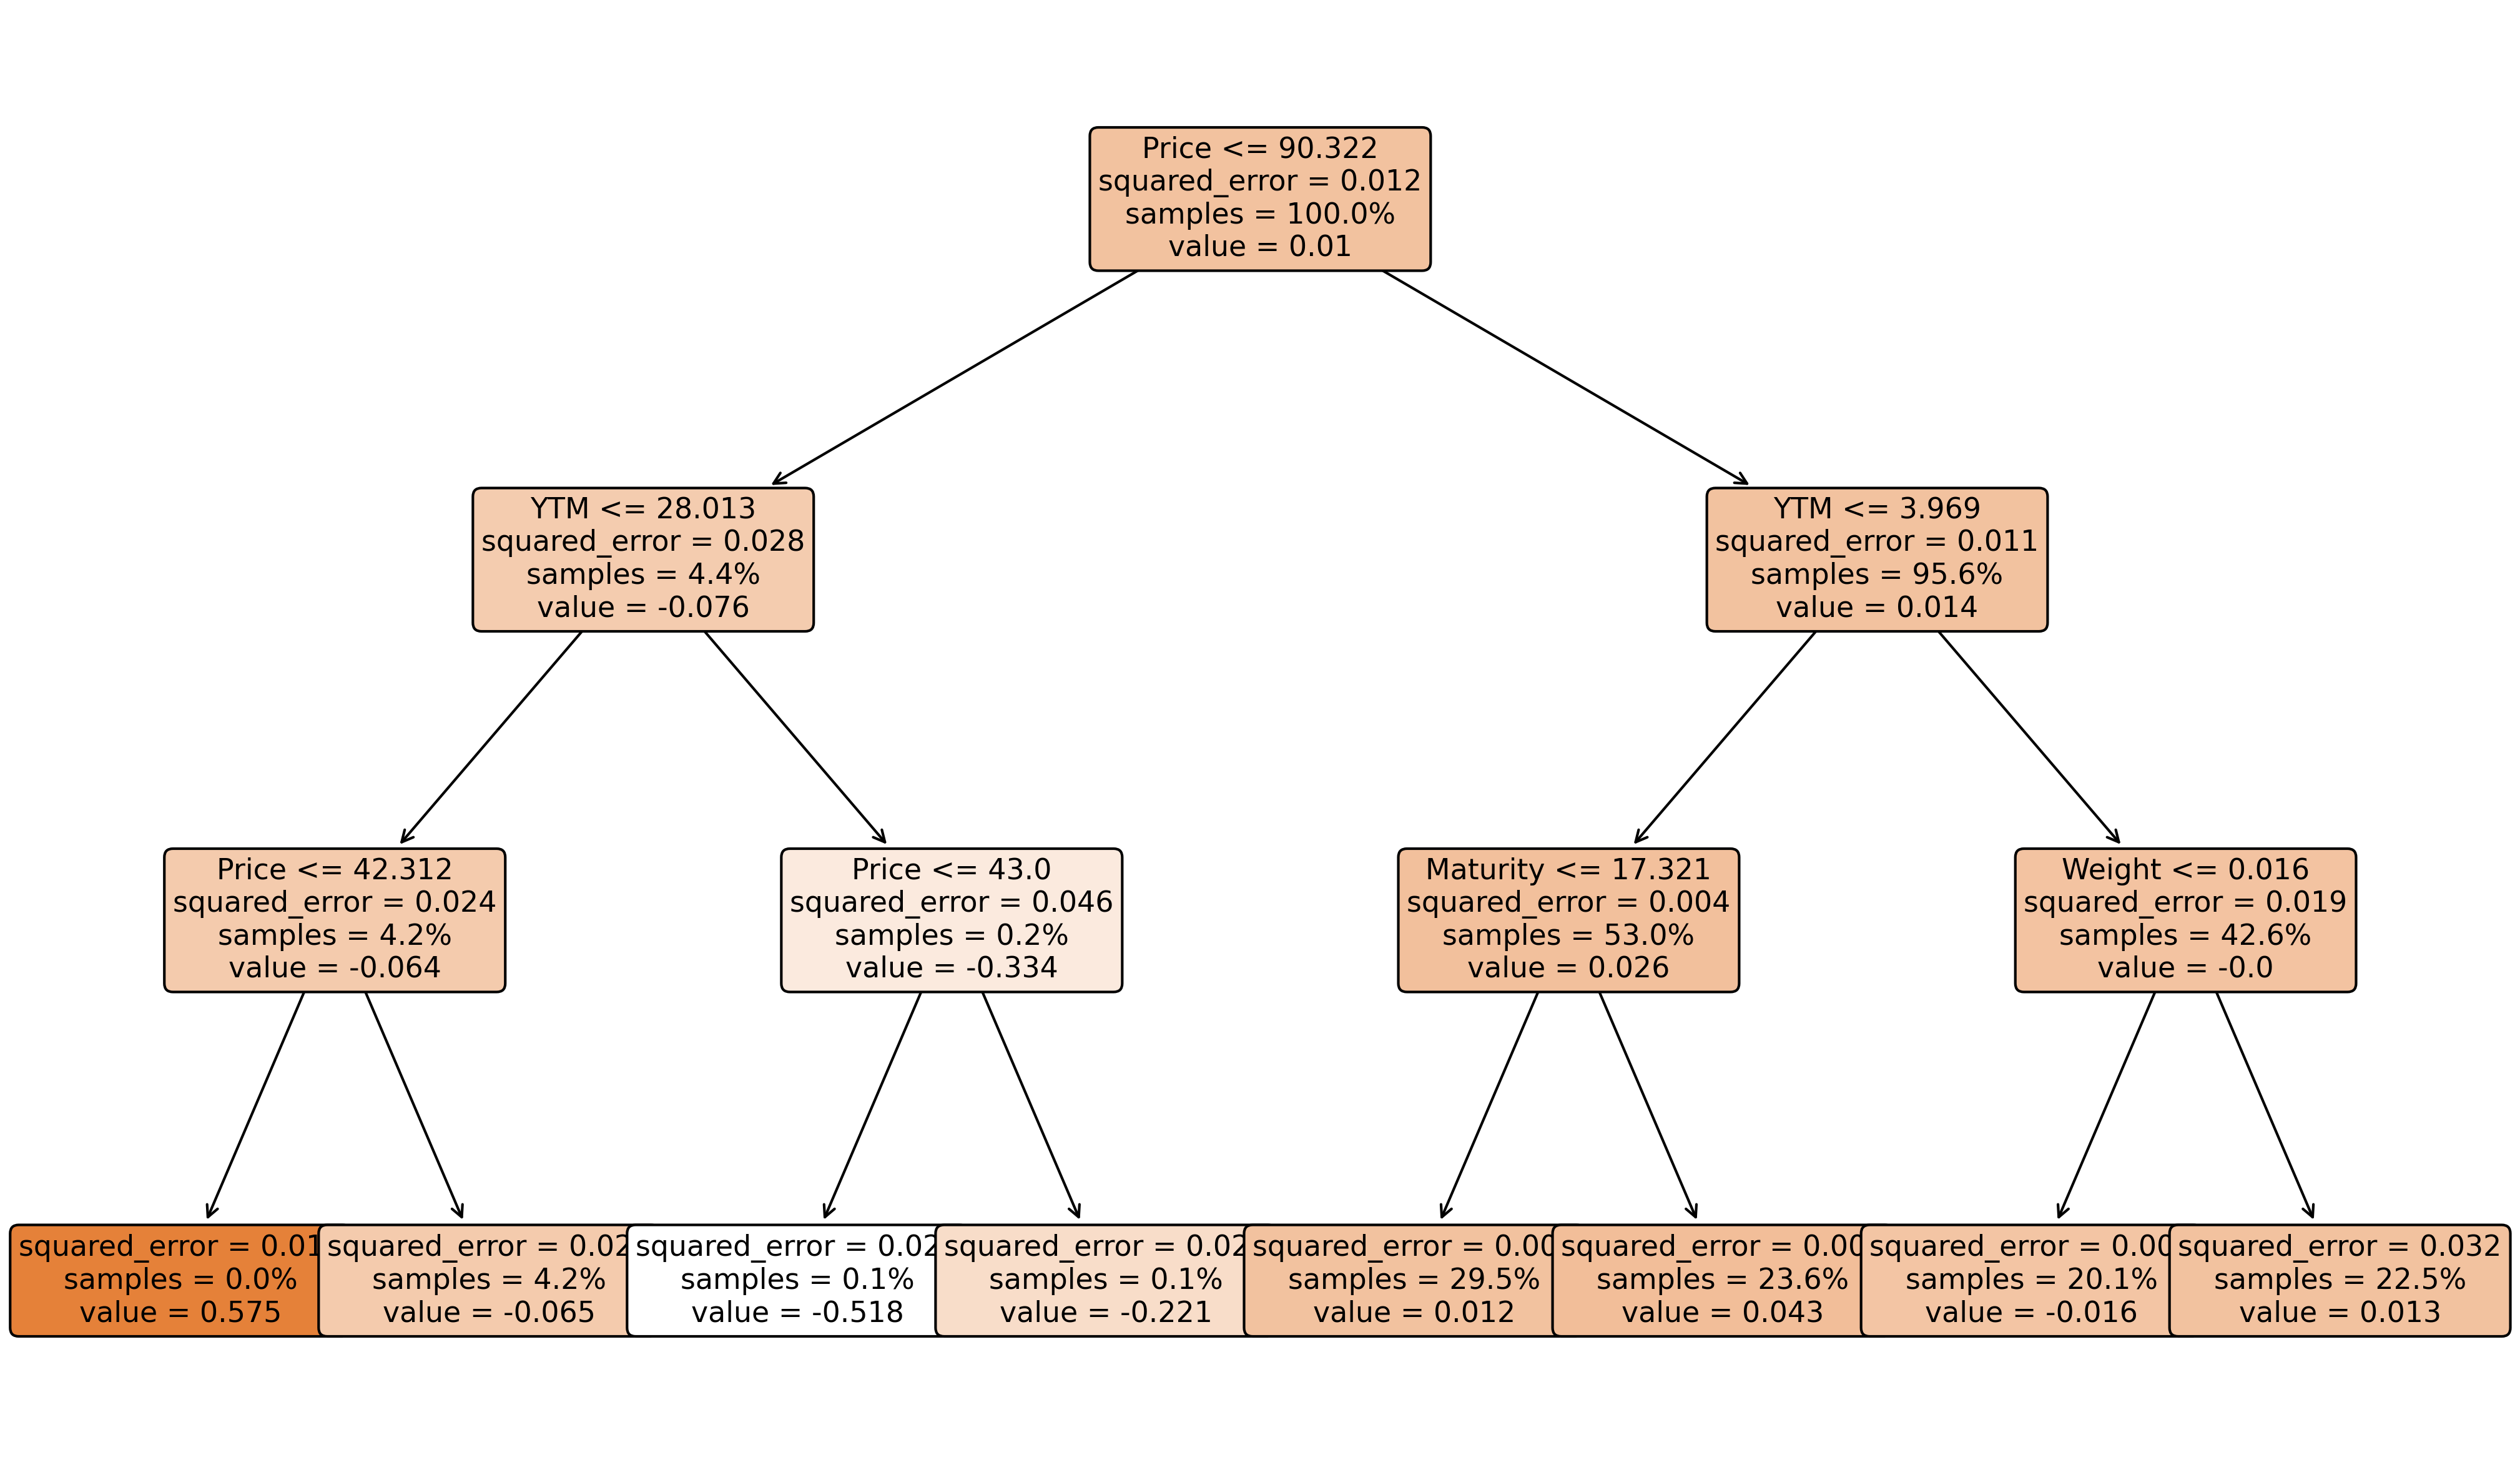 Price <= 90.322
squared_error = 0.012
samples = 100.0%
value = 0.01
YTM <= 28.013
squared_error = 0.028
samples = 4.4%
value = -0.076
YTM <= 3.969
squared_error = 0.011
samples = 95.6%
value = 0.014
Price <= 42.312
squared_error = 0.024
samples = 4.2%
value = -0.064
Price <= 43.0
squared_error = 0.046
samples = 0.2%
value = -0.334
Maturity <= 17.321
squared_error = 0.004
samples = 53.0%
value = 0.026
Weight <= 0.016
squared_error = 0.019
samples = 42.6%
value = -0.0
squared_error = 0.01
samples = 0.0%
value = 0.575
squared_error = 0.02
samples = 4.2%
value = -0.065
squared_error = 0.02
samples = 0.1%
value = -0.518
squared_error = 0.02
samples = 0.1%
value = -0.221
squared_error = 0.00
samples = 29.5%
value = 0.012
squared_error = 0.00
samples = 23.6%
value = 0.043
squared_error = 0.00
samples = 20.1%
value = -0.016
squared_error = 0.032
samples = 22.5%
value = 0.013